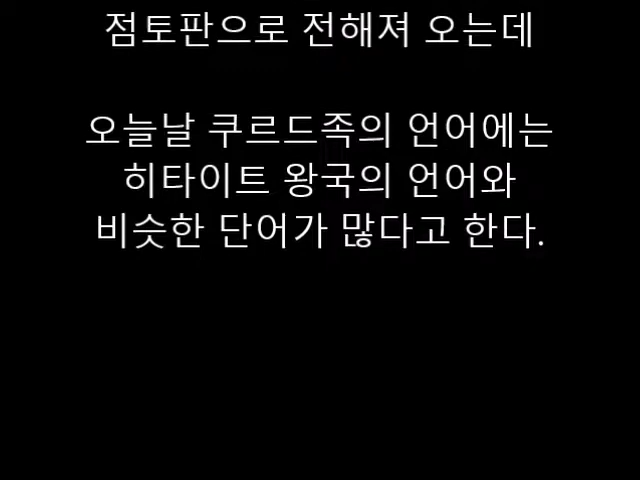 점토판으로 전해져 오는데
오늘날 쿠르드족의 언어에는
히타이트 왕국의 언어와
비슷한 단어가 많다고 한다.